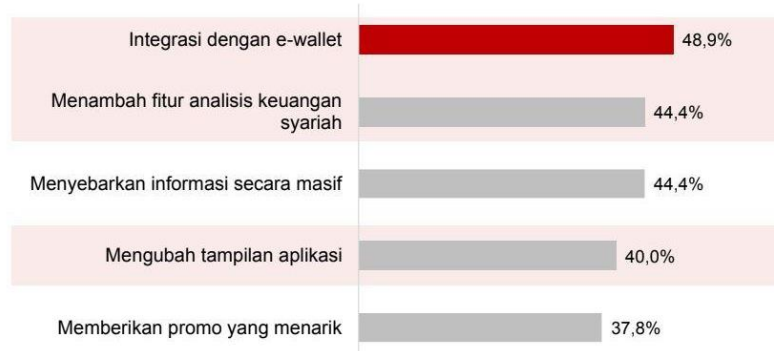 Integrasi dengan e-wallet
48,9%
Menambah fitur analisis keuangan
syariah
44,4%
Menyebarkan informasi secara masif
44,4%
Mengubah tampilan aplikasi
40,0%
Memberikan promo yang menarik
37,8%